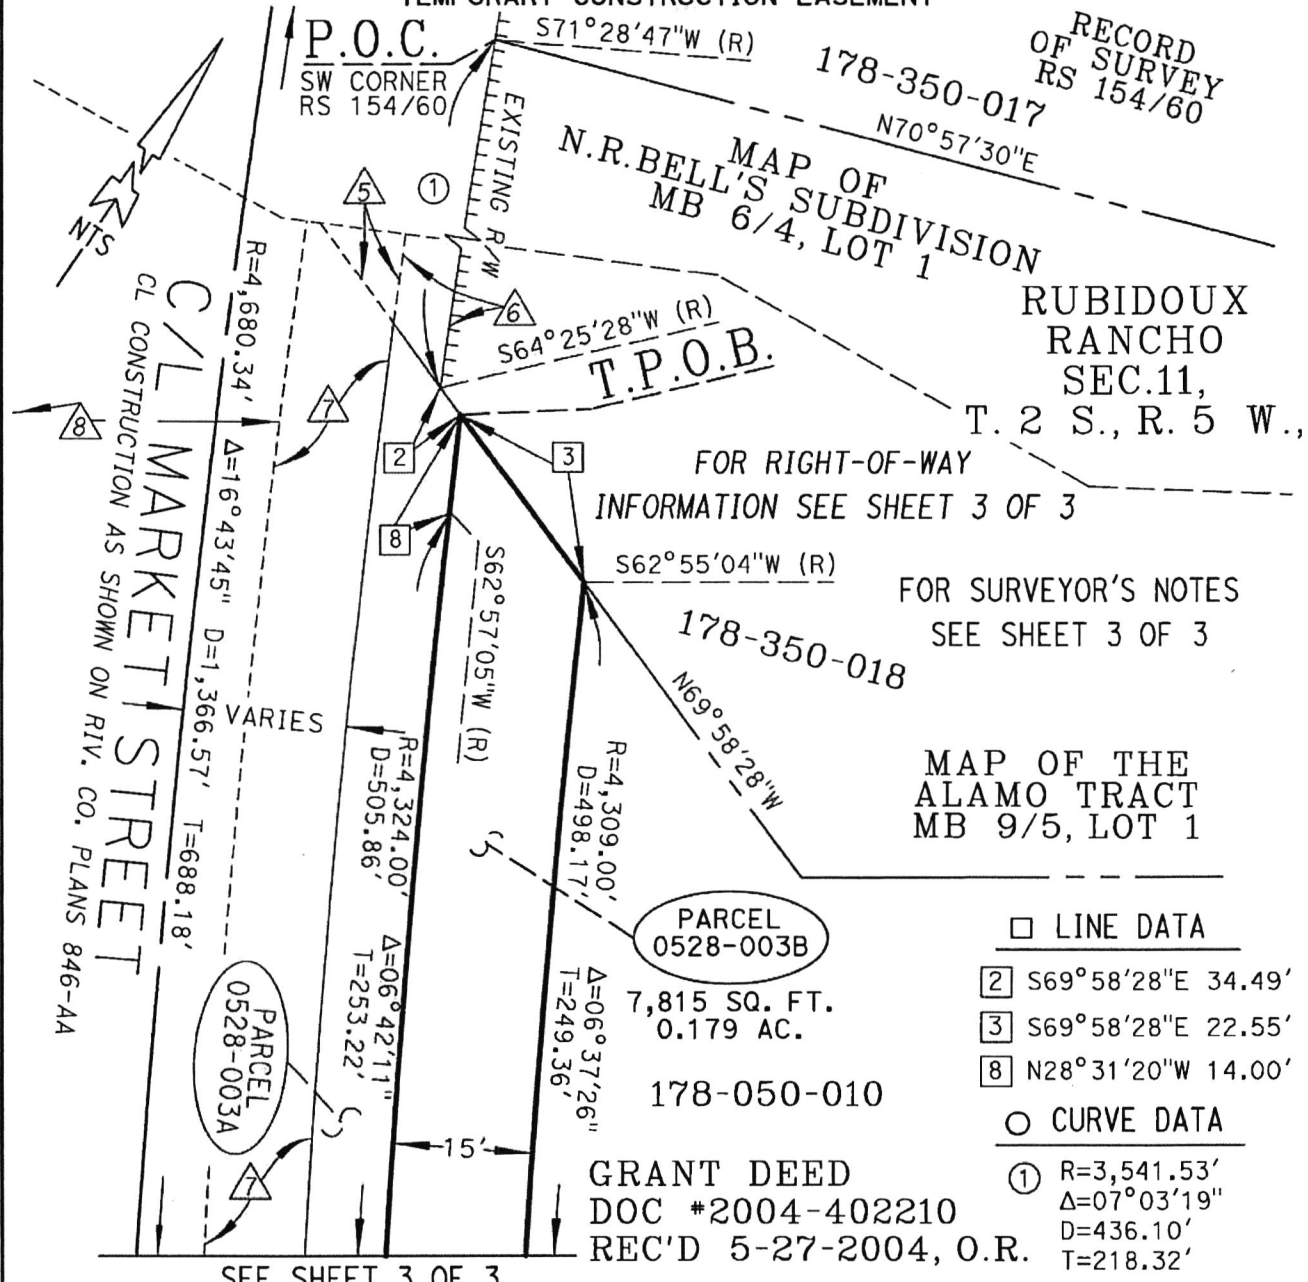 TEMPORARY CONSTRUCTION EASEMENT
P.O.C.
SW CORNER
RS 154/60
S71°28'47"W (R)
178-350-017
RECORD
OF SURVEY
RS 154/60
N70°57'30"E
EXISTING R/W
MAP OF
N.R.BELL'S SUBDIVISION
MB 6/4, LOT 1
NTS
5
1
6
S64°25'28"W (R)
T.P.O.B.
RUBIDOUX
RANCHO
SEC.11,
T. 2 S., R. 5 W.,
7
8
2
3
8
FOR RIGHT-OF-WAY
INFORMATION SEE SHEET 3 OF 3
S62°55'04"W (R)
FOR SURVEYOR'S NOTES
SEE SHEET 3 OF 3
178-350-018
S62°57'05"W (R)
N69°58'28"W
C/L MARKET STREET
CL CONSTRUCTION AS SHOWN ON RIV. CO. PLANS 846-AA
R=4,680.34' Δ=16°43'45" D=1,366.57' T=688.18'
VARIES
R=4,324.00' Δ=06°42'11"
D=505.86' T=253.22'
R=4,309.00' Δ=06°37'26"
D=498.17' T=249.36'
MAP OF THE
ALAMO TRACT
MB 9/5, LOT 1
PARCEL
0528-003B
7,815 SQ. FT.
0.179 AC.
PARCEL
0528-003A
178-050-010
□ LINE DATA
2 S69°58'28"E 34.49'
3 S69°58'28"E 22.55'
8 N28°31'20"W 14.00'
○ CURVE DATA
1 R=3,541.53'
Δ=07°03'19"
D=436.10'
T=218.32'
15'
7
GRANT DEED
DOC #2004-402210
REC'D 5-27-2004, O.R.
SEE SHEET 3 OF 3